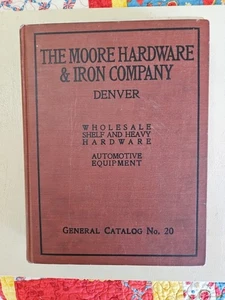 THE MOORE HARDWARE
& IRON COMPANY
DENVER
WHOLESALE
SHELF AND HEAVY
HARDWARE
AUTOMOTIVE
EQUIPMENT
GENERAL CATALOG No. 20